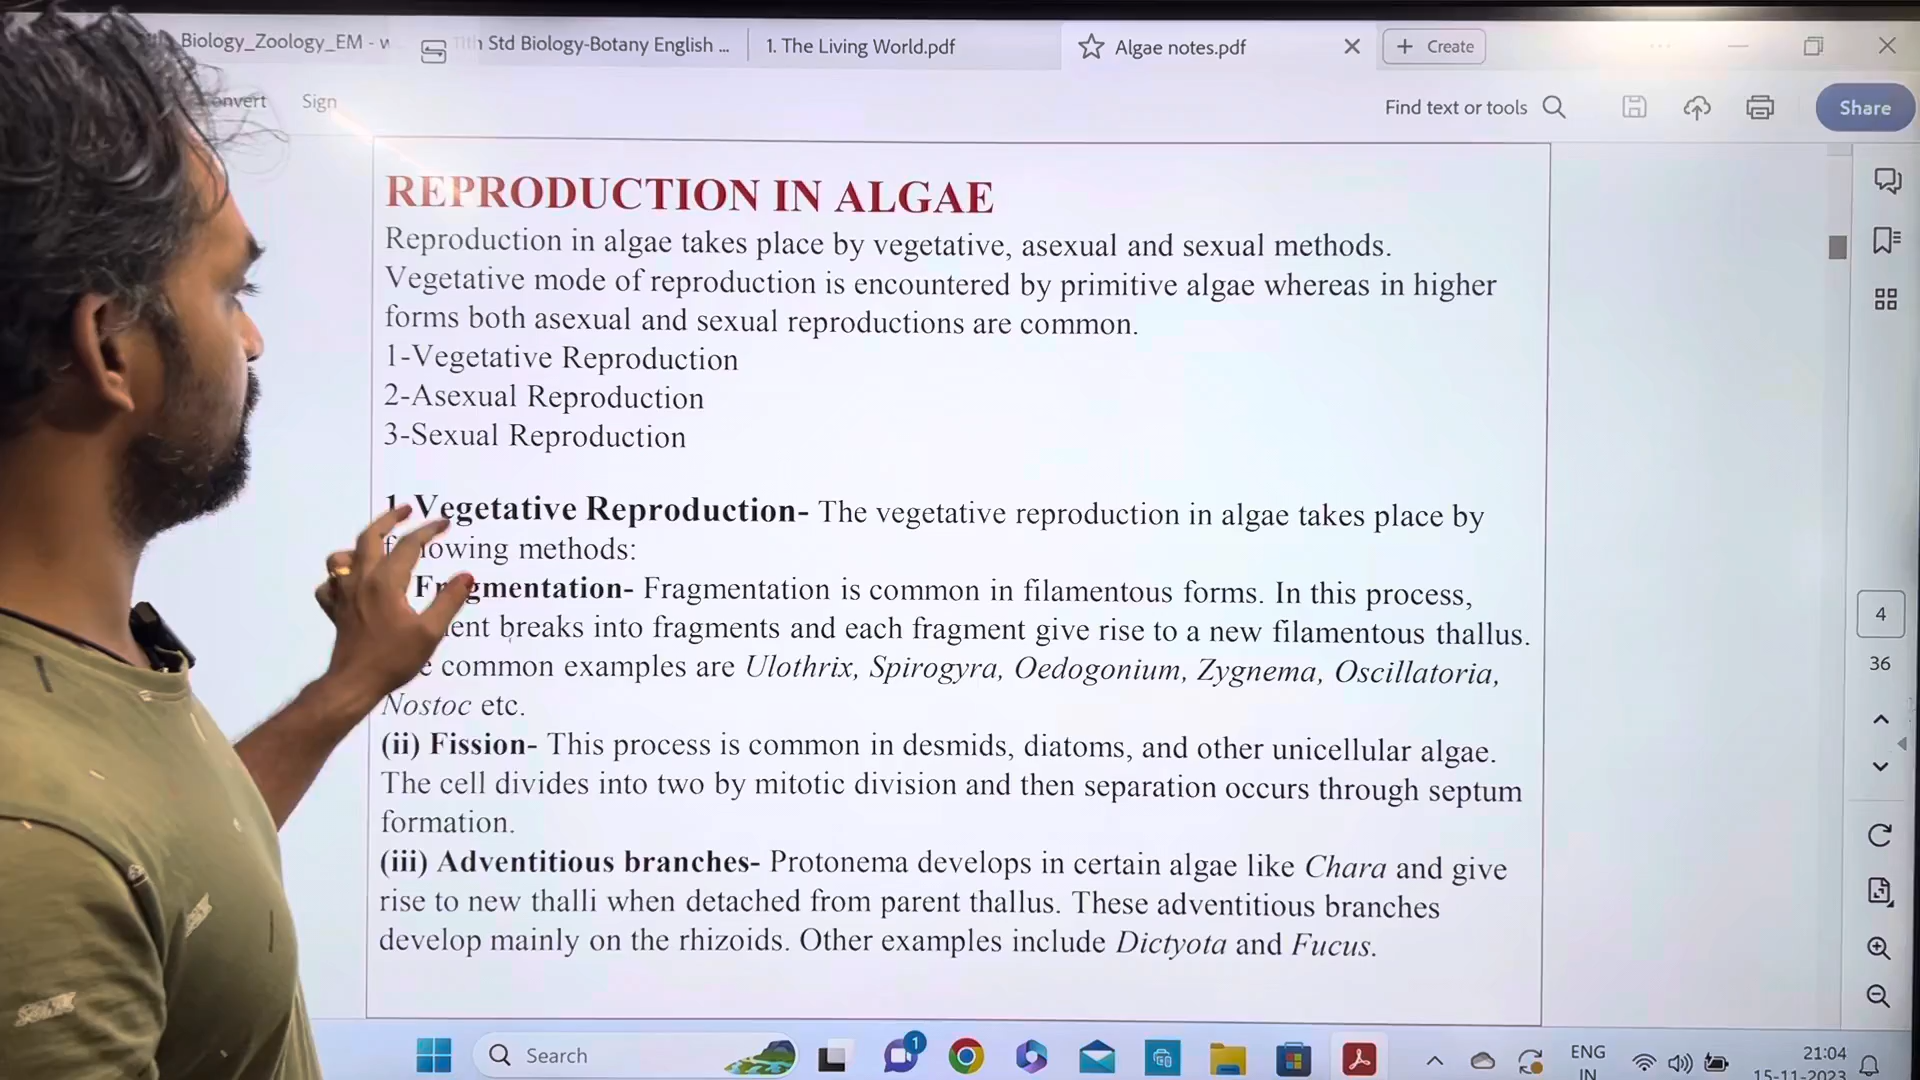 Biology_Zoology_EM - w
11th Std Biology-Botany English ...
1. The Living World.pdf
Algae notes.pdf
Create
Convert
Sign
Find text or tools
Share
REPRODUCTION IN ALGAE
Reproduction in algae takes place by vegetative, asexual and sexual methods.
Vegetative mode of reproduction is encountered by primitive algae whereas in higher
forms both asexual and sexual reproductions are common.
1-Vegetative Reproduction
2-Asexual Reproduction
3-Sexual Reproduction
1-Vegetative Reproduction- The vegetative reproduction in algae takes place by
following methods:
Fragmentation- Fragmentation is common in filamentous forms. In this process,
breaks into fragments and each fragment give rise to a new filamentous thallus.
common examples are Ulothrix, Spirogyra, Oedogonium, Zygnema, Oscillatoria,
Nostoc etc.
(ii) Fission- This process is common in desmids, diatoms, and other unicellular algae.
The cell divides into two by mitotic division and then separation occurs through septum
formation.
(iii) Adventitious branches- Protonema develops in certain algae like Chara and give
rise to new thalli when detached from parent thallus. These adventitious branches
develop mainly on the rhizoids. Other examples include Dictyota and Fucus.
4
36
Search
1
ENG
IN
21:04
15-11-2023